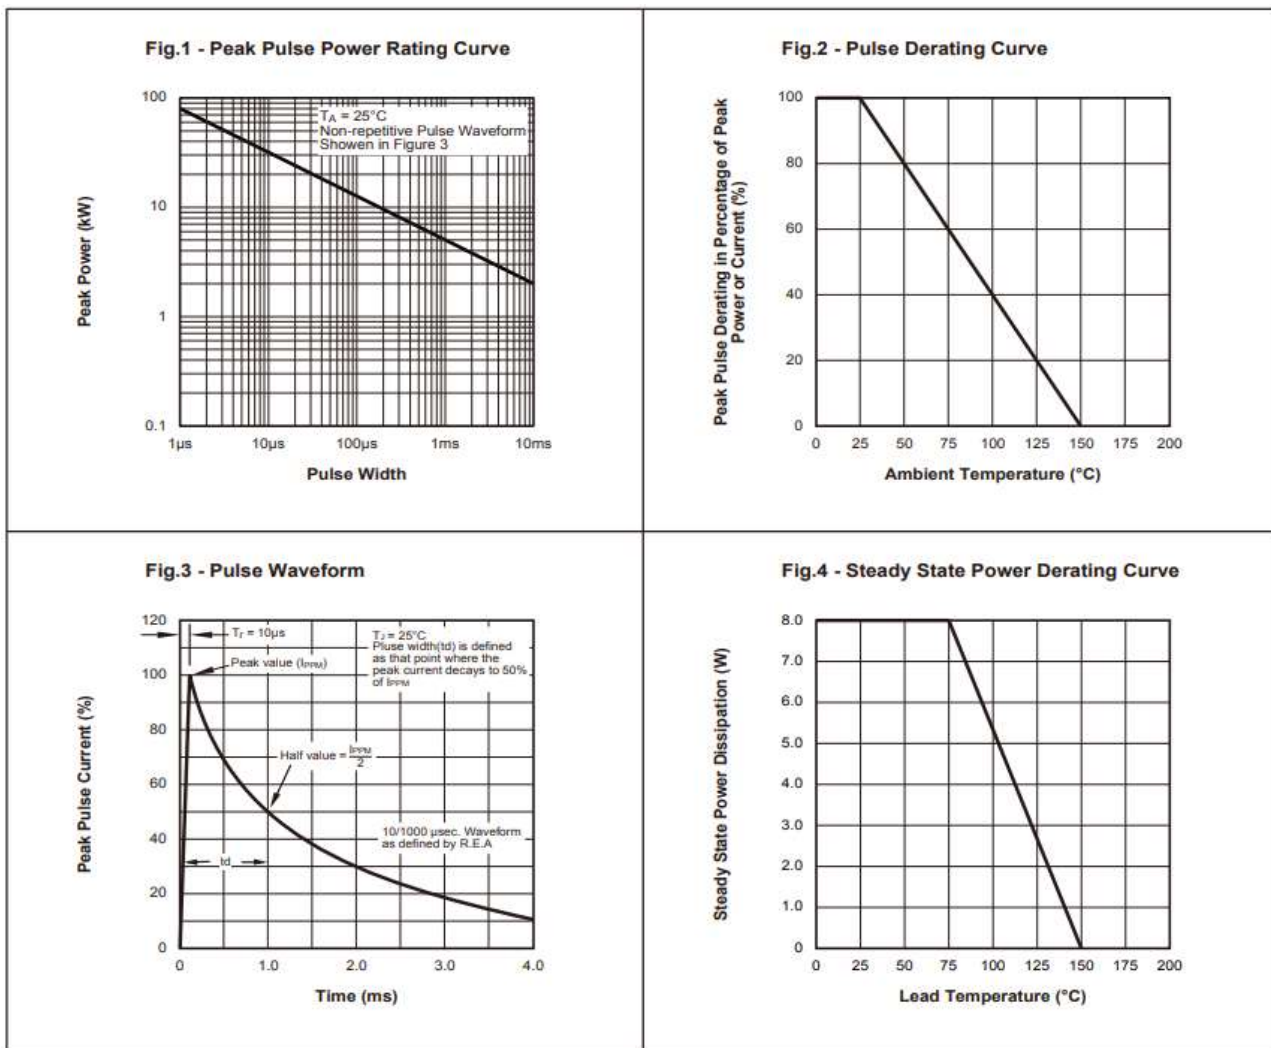 Fig.1 - Peak Pulse Power Rating Curve
100
10
1
0.1
Peak Power (kW)
TA = 25°C
Non-repetitive Pulse Waveform
Showen in Figure 3
1µs 10µs 100µs 1ms 10ms
Pulse Width
Fig.2 - Pulse Derating Curve
Peak Pulse Derating in Percentage of Peak
Power or Current (%)
100
80
60
40
20
0
0 25 50 75 100 125 150 175 200
Ambient Temperature (°C)
Fig.3 - Pulse Waveform
Peak Pulse Current (%)
120
100
80
60
40
20
0
Tr = 10µs
Peak value (IPPM)
TJ = 25°C
Pluse width(td) is defined
as that point where the
peak current decays to 50%
of IPPM
Half value = IPPM
2
10/1000 µsec. Waveform
as defined by R.E.A
td
0 1.0 2.0 3.0 4.0
Time (ms)
Fig.4 - Steady State Power Derating Curve
Steady State Power Dissipation (W)
8.0
7.0
6.0
5.0
4.0
3.0
2.0
1.0
0
0 25 50 75 100 125 150 175 200
Lead Temperature (°C)